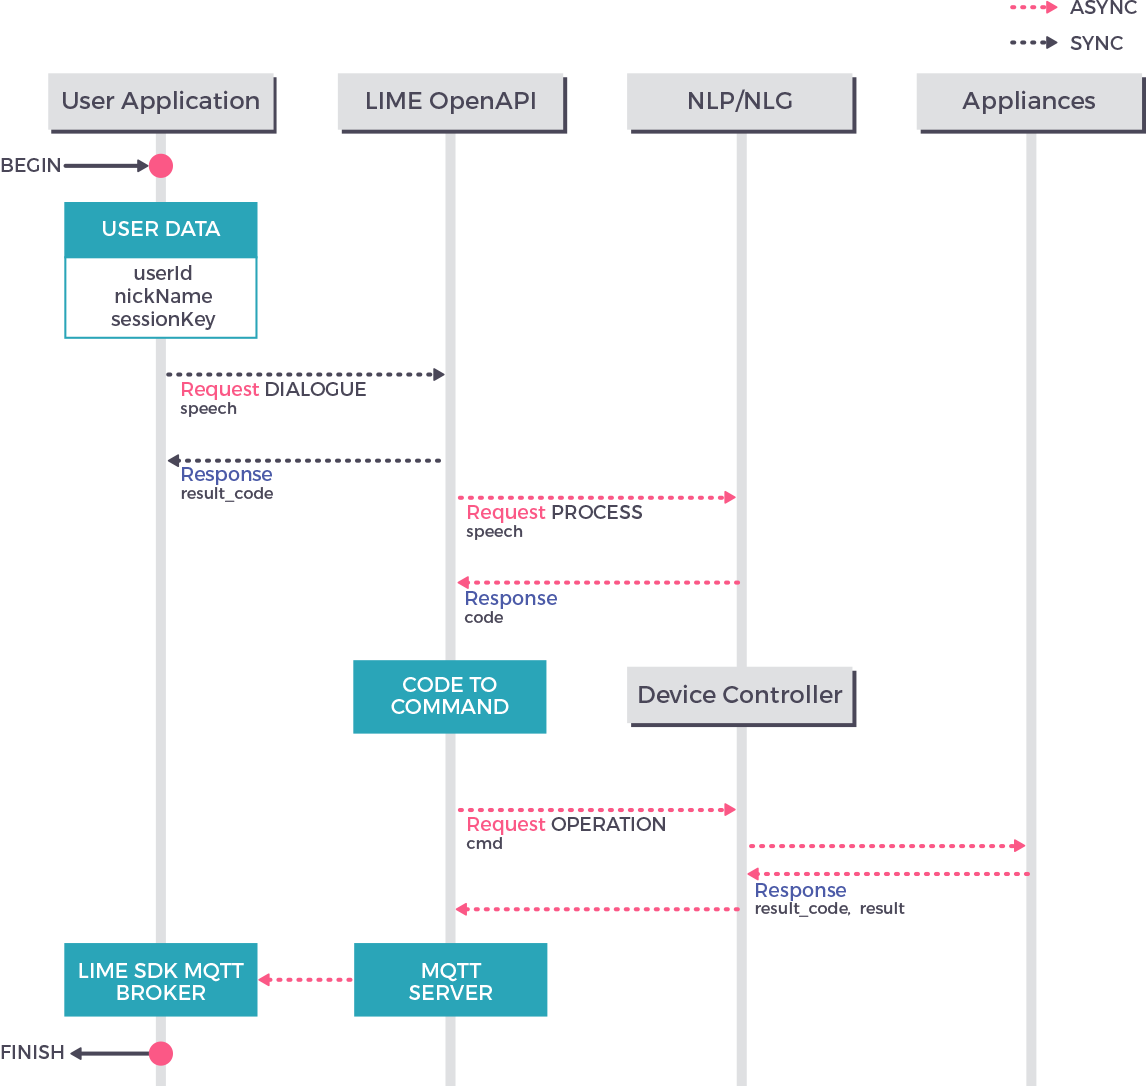 ASYNC
SYNC
User Application
LIME OpenAPI
NLP/NLG
Appliances
BEGIN
USER DATA
userId
nickName
sessionKey
Request DIALOGUE
speech
Response
result_code
Request PROCESS
speech
Response
code
CODE TO
COMMAND
Device Controller
Request OPERATION
cmd
Response
result_code, result
LIME SDK MQTT
BROKER
MQTT
SERVER
FINISH